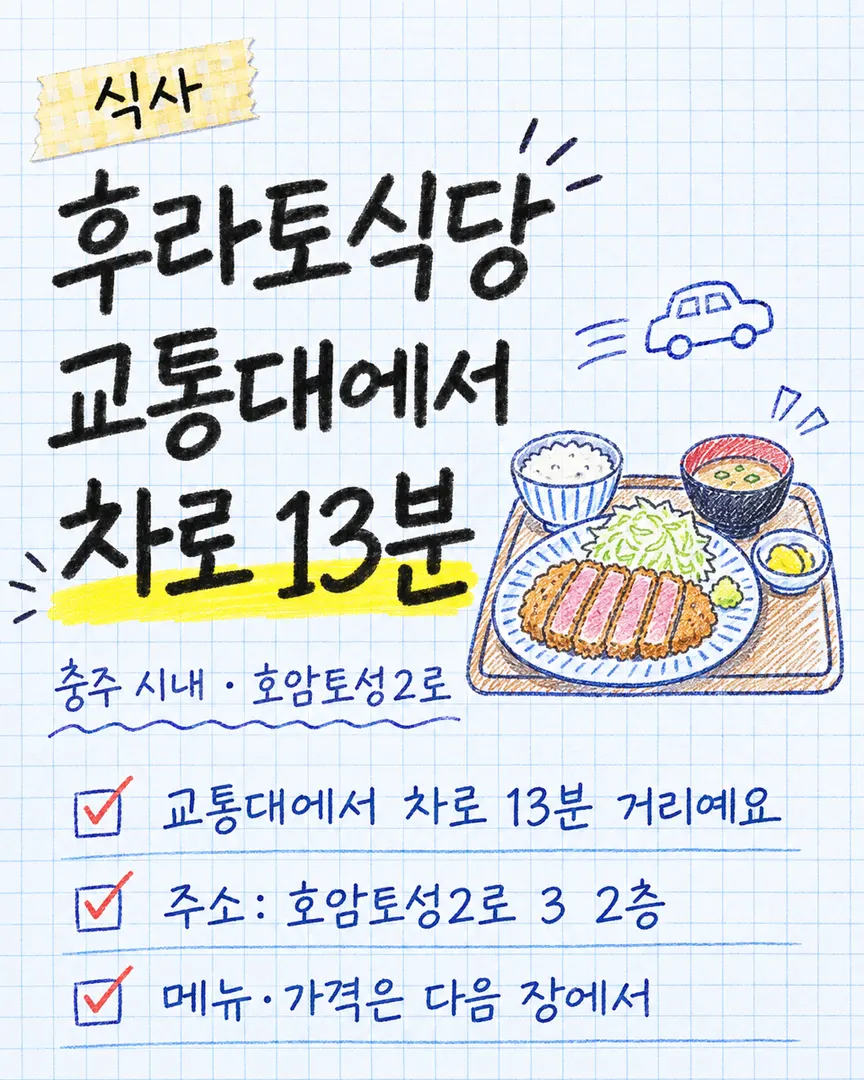 식사
후라토식당
교통대에서
차로 13분
충주 시내 · 호암토성2로
교통대에서 차로 13분 거리예요
주소: 호암토성2로 3 2층
메뉴·가격은 다음 장에서